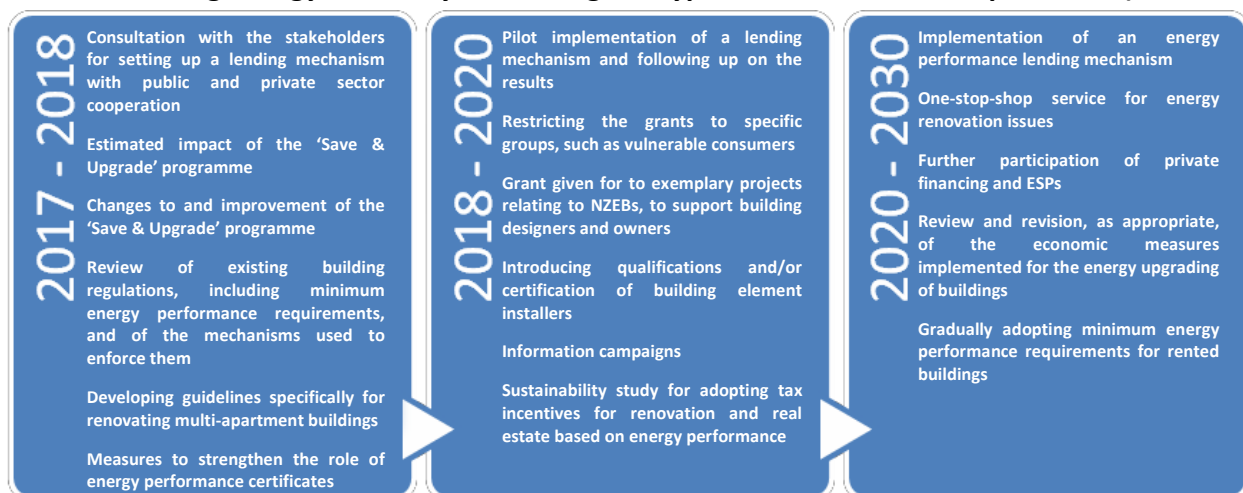 2017 - 2018
Consultation with the stakeholders
for setting up a lending mechanism
with public and private sector
cooperation
Estimated impact of the ‘Save &
Upgrade’ programme
Changes to and improvement of the
‘Save & Upgrade’ programme
Review of existing building
regulations, including minimum
energy performance requirements,
and of the mechanisms used to
enforce them
Developing guidelines specifically for
renovating multi-apartment buildings
Measures to strengthen the role of
energy performance certificates
2018 - 2020
Pilot implementation of a lending
mechanism and following up on the
results
Restricting the grants to specific
groups, such as vulnerable consumers
Grant given for to exemplary projects
relating to NZEBs, to support building
designers and owners
Introducing qualifications and/or
certification of building element
installers
Information campaigns
Sustainability study for adopting tax
incentives for renovation and real
estate based on energy performance
2020 - 2030
Implementation of an energy
performance lending mechanism
One-stop-shop service for energy
renovation issues
Further participation of private
financing and ESPs
Review and revision, as appropriate,
of the economic measures
implemented for the energy upgrading
of buildings
Gradually adopting minimum energy
performance requirements for rented
buildings